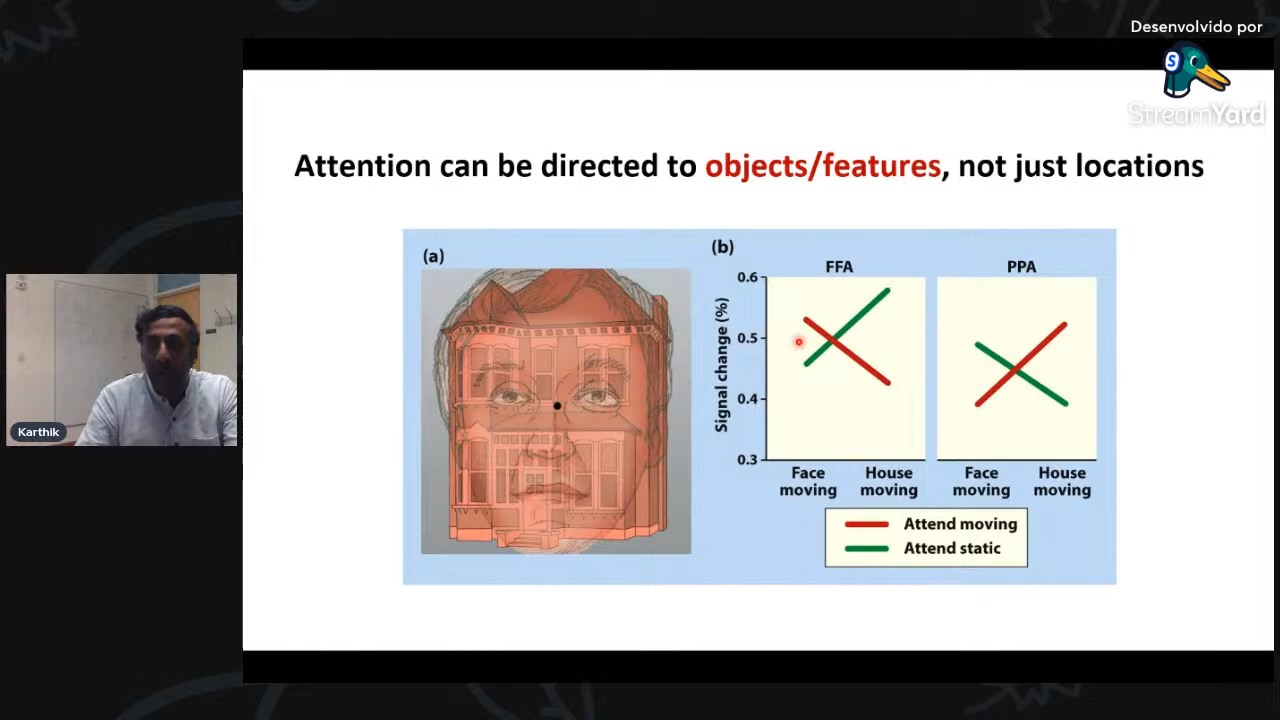 Desenvolvido por
StreamYard
Attention can be directed to objects/features, not just locations
(a)
(b)
FFA
PPA
Signal change (%)
0.6
0.5
0.4
0.3
Face moving
House moving
Face moving
House moving
Attend moving
Attend static
Karthik